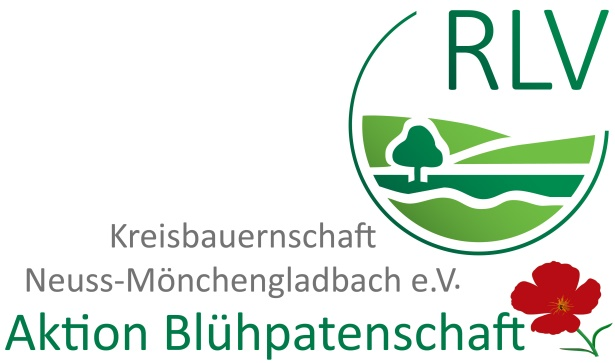 RLV
Kreisbauernschaft
Neuss-Mönchengladbach e.V.
Aktion Blühpatenschaft